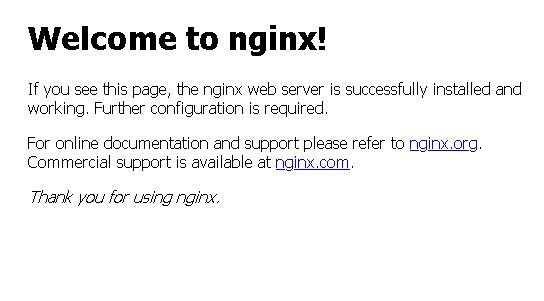 Welcome to nginx!
If you see this page, the nginx web server is successfully installed and
working. Further configuration is required.
For online documentation and support please refer to nginx.org.
Commercial support is available at nginx.com.
Thank you for using nginx.